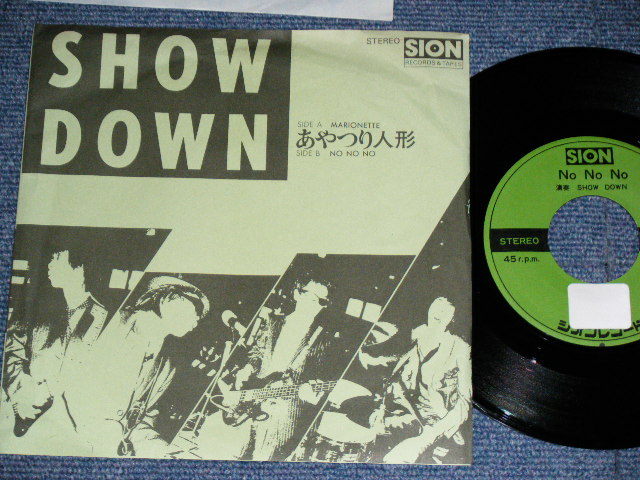 SHOW
DOWN
STEREO
SION
RECORDS & TAPES
SIDE A MARIONETTE
あやつり人形
SIDE B NO NO NO
SION
No No No
演奏 SHOW DOWN
STEREO
45 r.p.m.